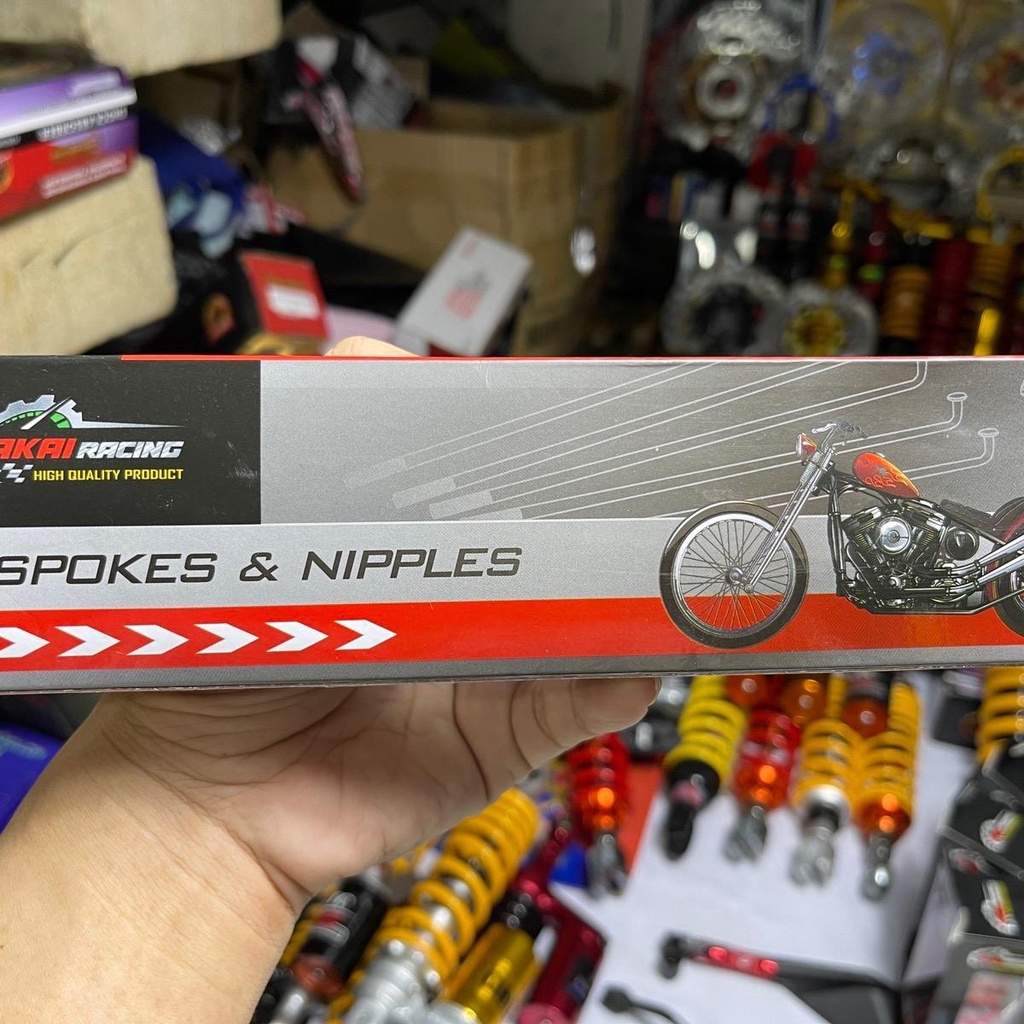 AKAI RACING
HIGH QUALITY PRODUCT
SPOKES & NIPPLES